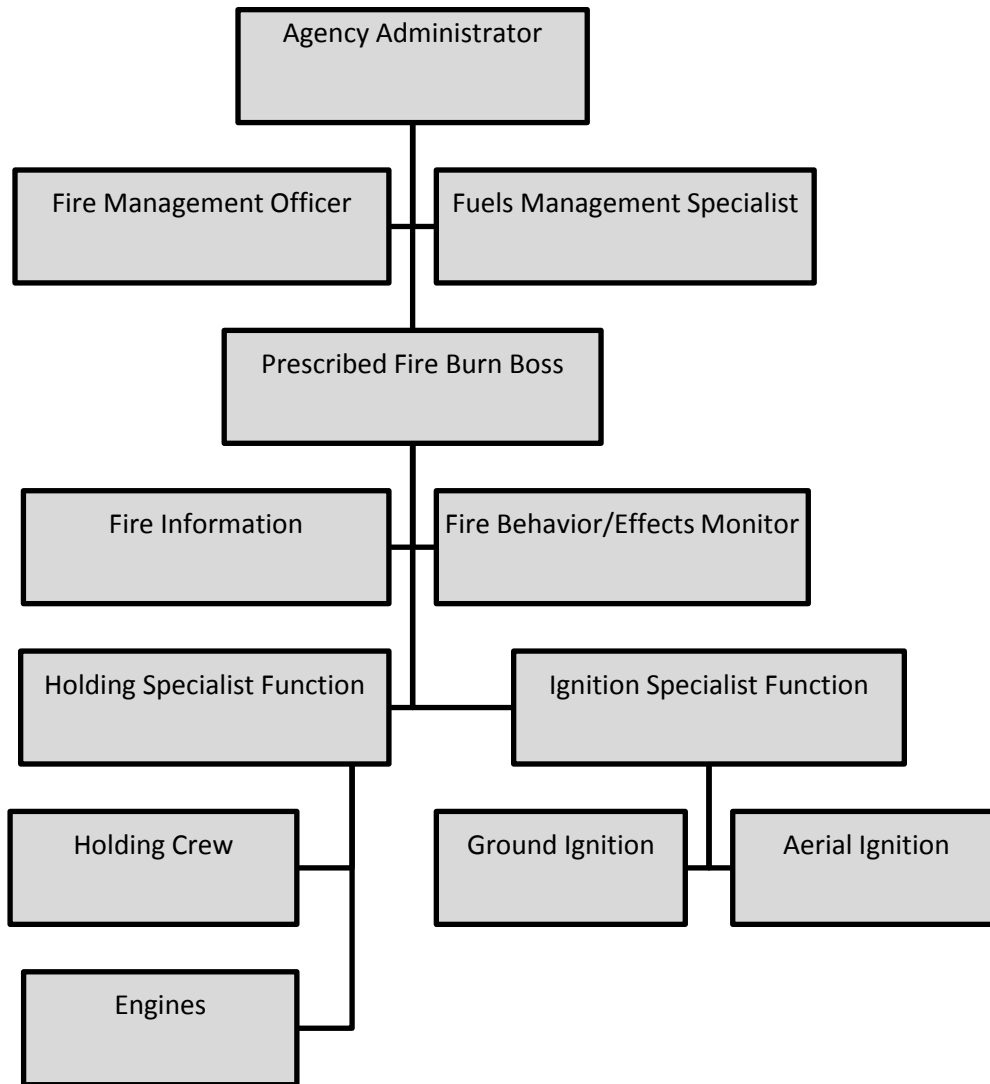 Agency Administrator
Fire Management Officer
Fuels Management Specialist
Prescribed Fire Burn Boss
Fire Information
Fire Behavior/Effects Monitor
Holding Specialist Function
Ignition Specialist Function
Holding Crew
Ground Ignition
Aerial Ignition
Engines